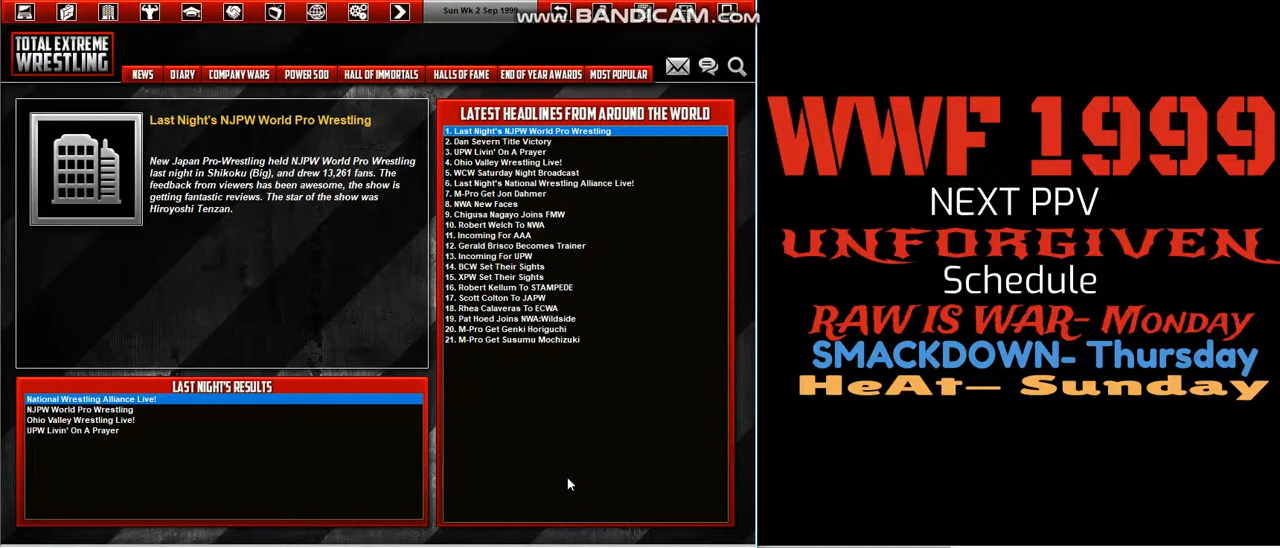 Sun Wk 2 Sep 1999
www.BANDICAM.com
TOTAL EXTREME
WRESTLING
NEWS
DIARY
COMPANY WARS
POWER 500
HALL OF IMMORTALS
HALLS OF FAME
END OF YEAR AWARDS
MOST POPULAR
Last Night's NJPW World Pro Wrestling
New Japan Pro-Wrestling held NJPW World Pro Wrestling
last night in Shikoku (Big), and drew 13,261 fans. The
feedback from viewers has been awesome, the show is
getting fantastic reviews. The star of the show was
Hiroyoshi Tenzan.
LAST NIGHT'S RESULTS
National Wrestling Alliance Live!
NJPW World Pro Wrestling
Ohio Valley Wrestling Live!
UPW Livin' On A Prayer
LATEST HEADLINES FROM AROUND THE WORLD
1. Last Night's NJPW World Pro Wrestling
2. Dan Severn Title Victory
3. UPW Livin' On A Prayer
4. Ohio Valley Wrestling Live!
5. WCW Saturday Night Broadcast
6. Last Night's National Wrestling Alliance Live!
7. M-Pro Get Jon Dahmer
8. NWA New Faces
9. Chigusa Nagayo Joins FMW
10. Robert Welch To NWA
11. Incoming For AAA
12. Gerald Brisco Becomes Trainer
13. Incoming For UPW
14. BCW Set Their Sights
15. XPW Set Their Sights
16. Robert Kellum To STAMPEDE
17. Scott Colton To JAPW
18. Rhea Calaveras To ECWA
19. Pat Hoed Joins NWA:Wildside
20. M-Pro Get Genki Horiguchi
21. M-Pro Get Susumu Mochizuki
WWF 1999
NEXT PPV
UNFORGIVEN
Schedule
RAW IS WAR- Monday
SMACKDOWN- Thursday
HeAt- Sunday